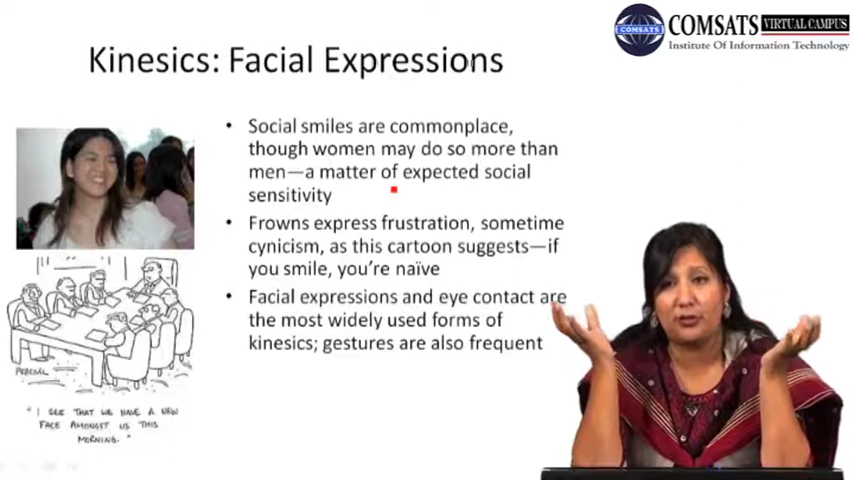 COMSATS VIRTUAL CAMPUS
Institute Of Information Technology
COMSATS
Kinesics: Facial Expressions
• Social smiles are commonplace,
though women may do so more than
men—a matter of expected social
sensitivity
• Frowns express frustration, sometime
cynicism, as this cartoon suggests—if
you smile, you're naïve
• Facial expressions and eye contact are
the most widely used forms of
kinesics; gestures are also frequent
"I SEE THAT WE HAVE A NEW
FACE AMONGST US THIS
MORNING."